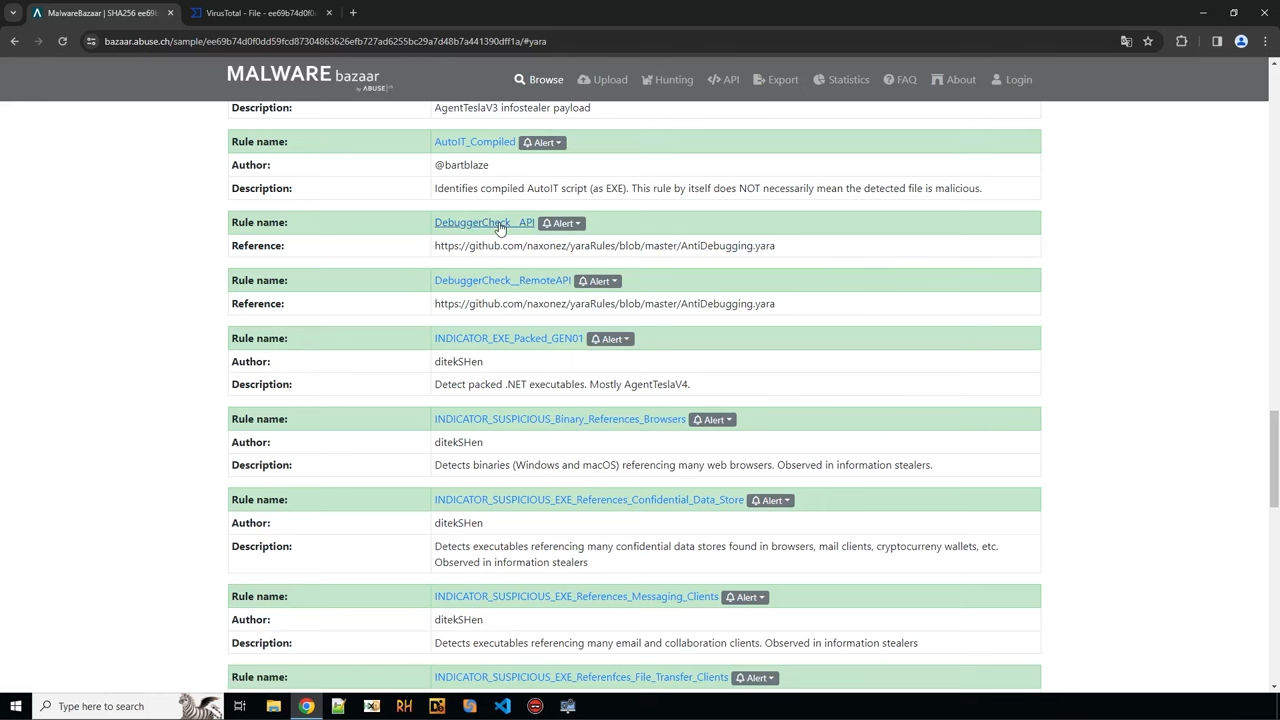 MalwareBazaar | SHA256 ee69b
VirusTotal - File - ee69b74d0f0
bazaar.abuse.ch/sample/ee69b74d0f0dd59fcd87304863626efb727ad6255bc29a7d48b7a441390dff1a/#yara
MALWARE bazaar
by ABUSE
Browse
Upload
Hunting
API
Export
Statistics
FAQ
About
Login
Description: AgentTeslaV3 infostealer payload
Rule name: AutoIT_Compiled Alert
Author: @bartblaze
Description: Identifies compiled AutoIT script (as EXE). This rule by itself does NOT necessarily mean the detected file is malicious.
Rule name: DebuggerCheck__API Alert
Reference: https://github.com/naxonez/yaraRules/blob/master/AntiDebugging.yara
Rule name: DebuggerCheck__RemoteAPI Alert
Reference: https://github.com/naxonez/yaraRules/blob/master/AntiDebugging.yara
Rule name: INDICATOR_EXE_Packed_GEN01 Alert
Author: ditekSHen
Description: Detect packed .NET executables. Mostly AgentTeslaV4.
Rule name: INDICATOR_SUSPICIOUS_Binary_References_Browsers Alert
Author: ditekSHen
Description: Detects binaries (Windows and macOS) referencing many web browsers. Observed in information stealers.
Rule name: INDICATOR_SUSPICIOUS_EXE_References_Confidential_Data_Store Alert
Author: ditekSHen
Description: Detects executables referencing many confidential data stores found in browsers, mail clients, cryptocurreny wallets, etc.
Observed in information stealers
Rule name: INDICATOR_SUSPICIOUS_EXE_References_Messaging_Clients Alert
Author: ditekSHen
Description: Detects executables referencing many email and collaboration clients. Observed in information stealers
Rule name: INDICATOR_SUSPICIOUS_EXE_Referenfces_File_Transfer_Clients Alert
Type here to search
RH